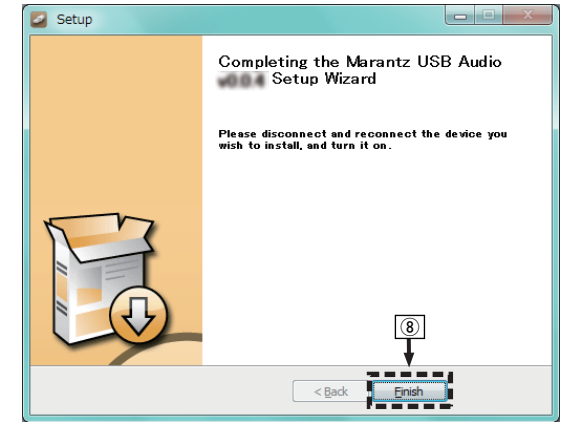 Setup
Completing the Marantz USB Audio
Setup Wizard
Please disconnect and reconnect the device you
wish to install, and turn it on.
⑧
< Back
Finish